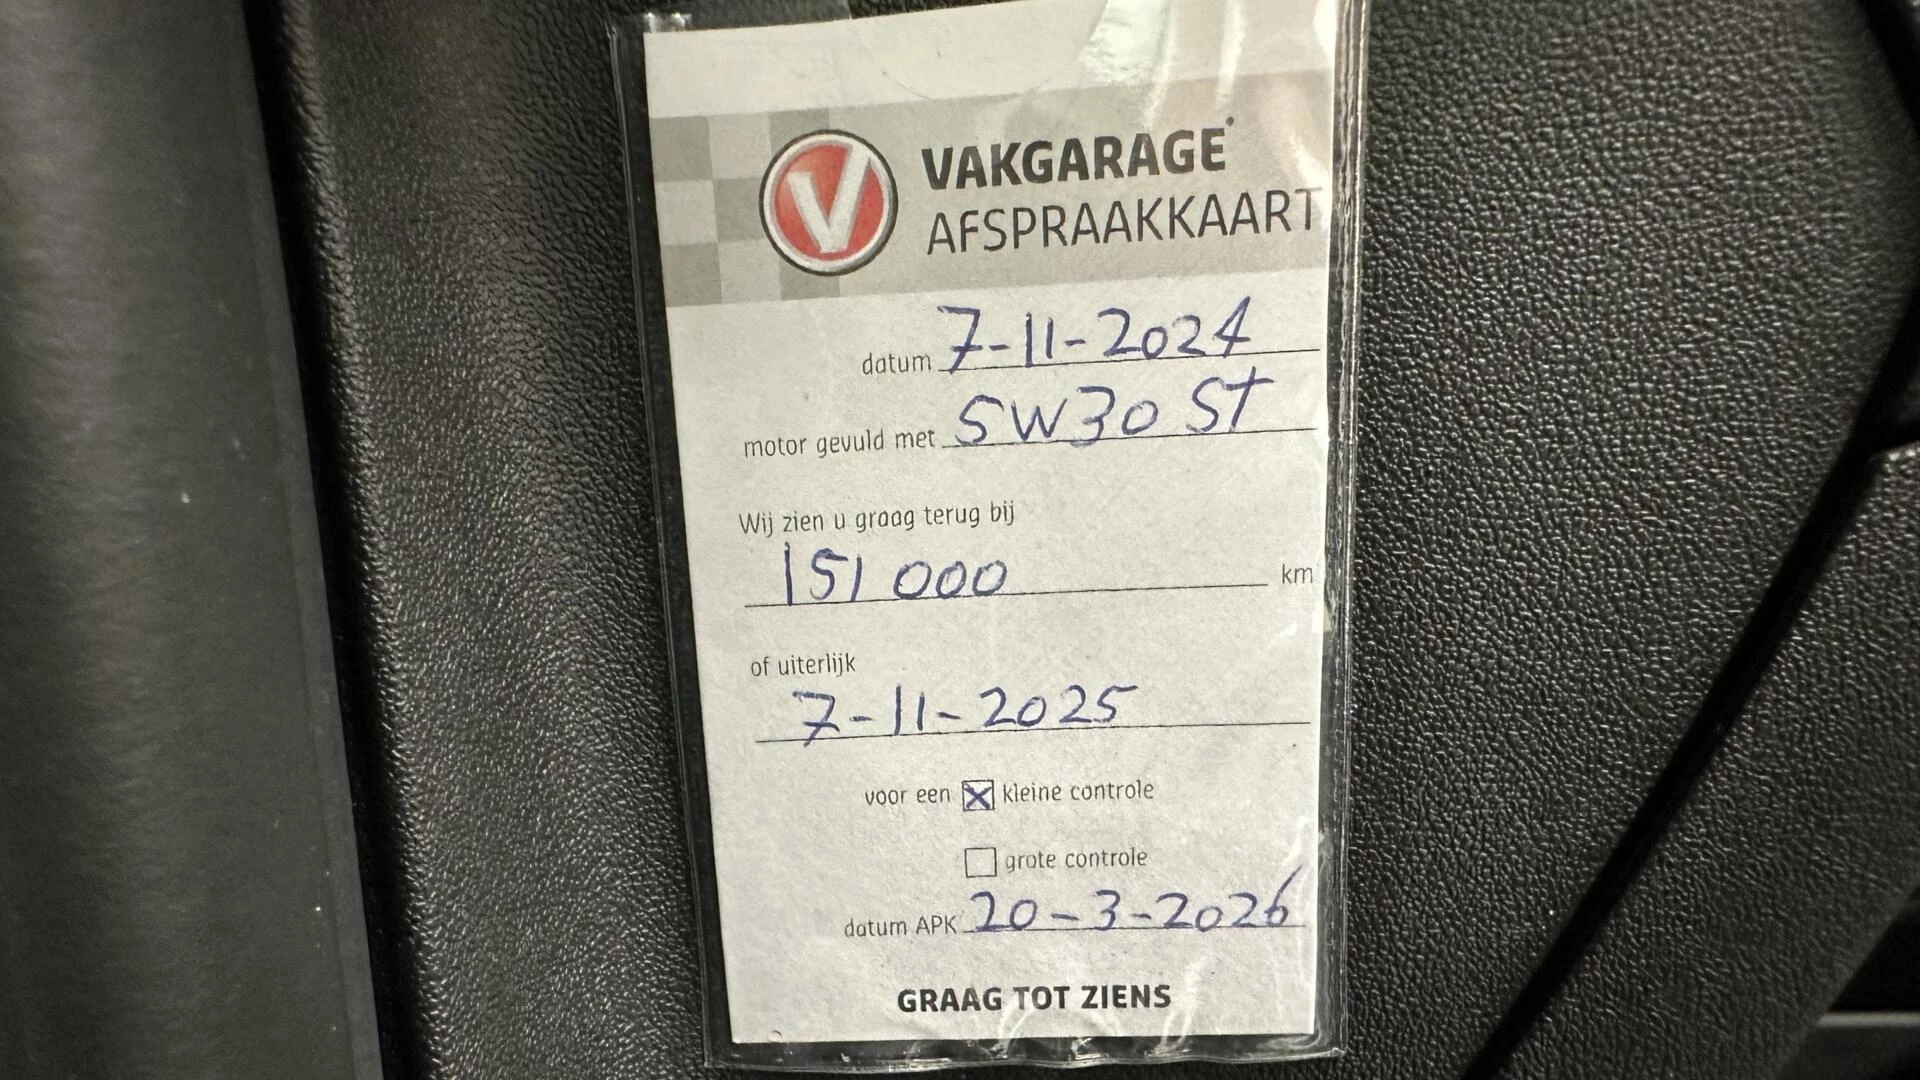 V VAKGARAGE
AFSPRAAKKAART
datum 7-11-2024
motor gevuld met 5W30 ST
Wij zien u graag terug bij
151 000 km
of uiterlijk
7-11-2025
voor een kleine controle
grote controle
datum APK 20-3-2026
GRAAG TOT ZIENS